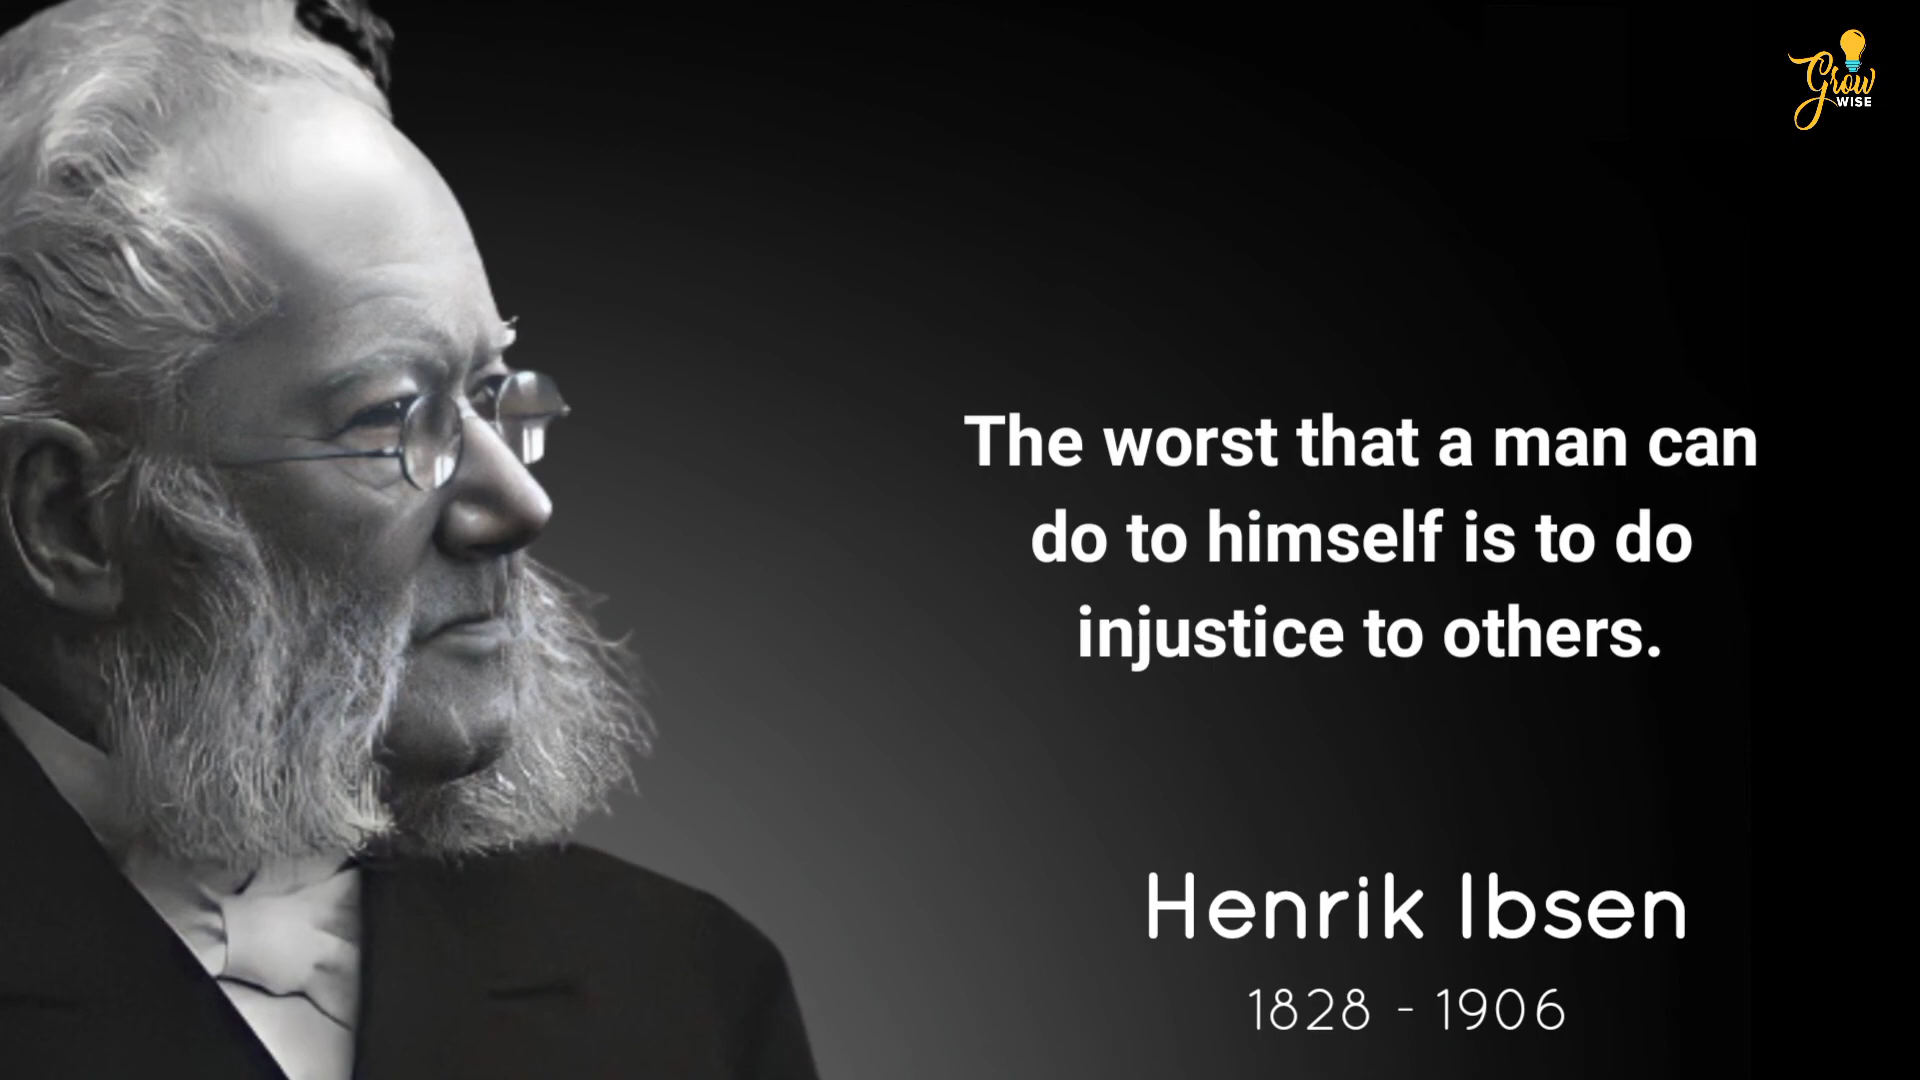 Grow
WISE
The worst that a man can
do to himself is to do
injustice to others.
Henrik Ibsen
1828 - 1906